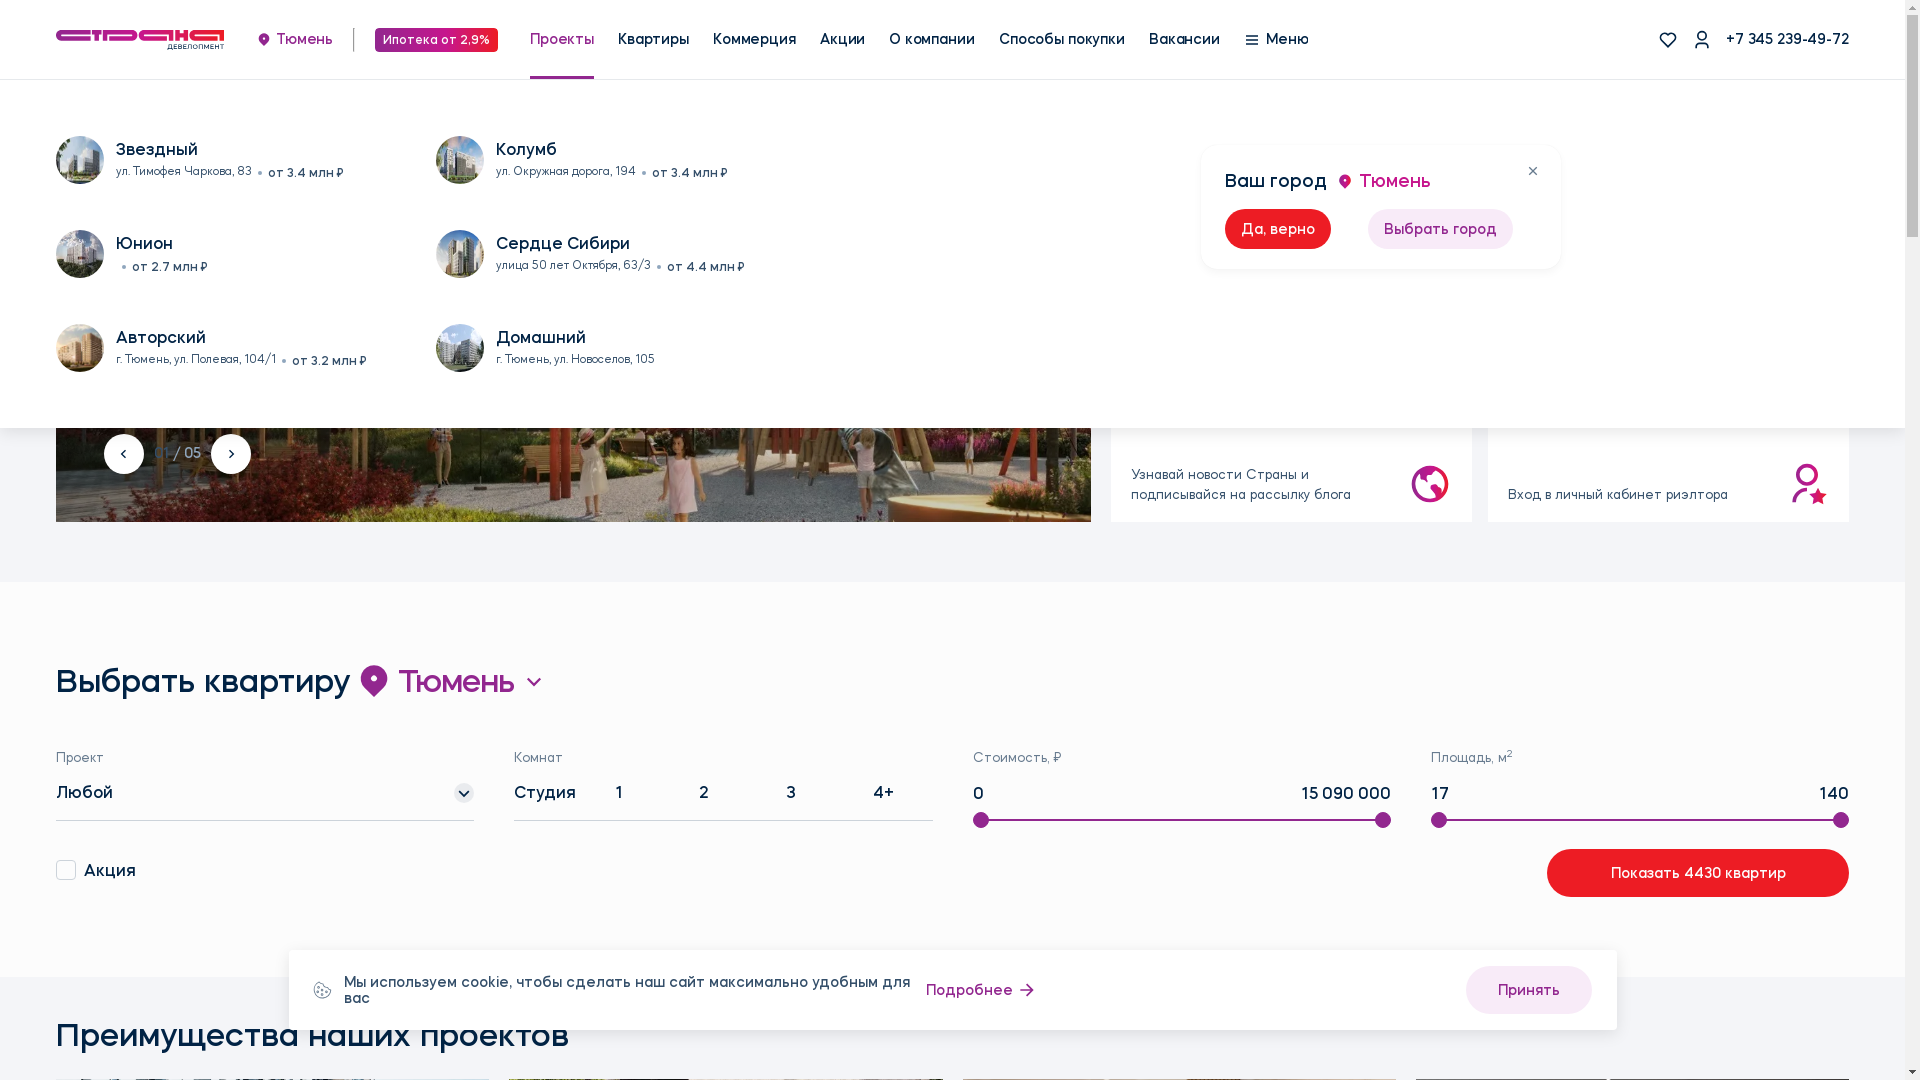 страна
ДЕВЕЛОПМЕНТ
Тюмень
Ипотека от 2,9%
Проекты
Квартиры
Коммерция
Акции
О компании
Способы покупки
Вакансии
Меню
+7 345 239-49-72
Звездный
ул. Тимофея Чаркова, 83 • от 3.4 млн ₽
Колумб
ул. Окружная дорога, 194 • от 3.4 млн ₽
Юнион
• от 2.7 млн ₽
Сердце Сибири
улица 50 лет Октября, 63/3 • от 4.4 млн ₽
Авторский
г. Тюмень, ул. Полевая, 104/1 • от 3.2 млн ₽
Домашний
г. Тюмень, ул. Новоселов, 105
Ваш город Тюмень
Да, верно
Выбрать город
01 / 05
Узнавай новости Страны и
подписывайся на рассылку блога
Вход в личный кабинет риэлтора
Выбрать квартиру Тюмень
Проект
Любой
Комнат
Студия 1 2 3 4+
Стоимость, ₽
0 15 090 000
Площадь, м2
17 140
Акция
Показать 4430 квартир
Мы используем cookie, чтобы сделать наш сайт максимально удобным для
вас
Подробнее
Принять
Преимущества наших проектов